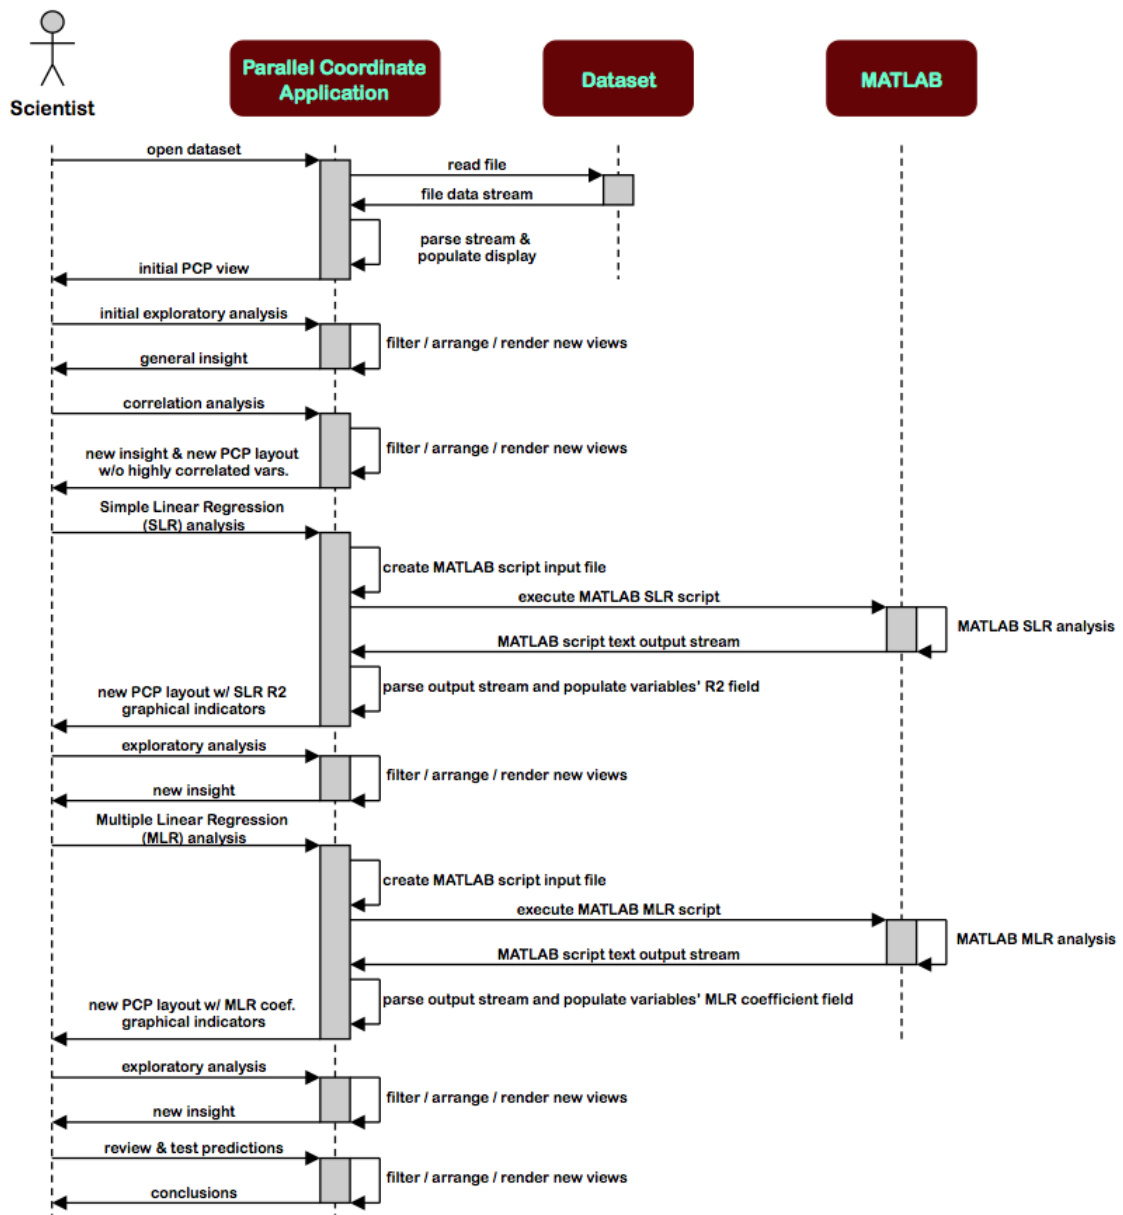 Scientist
Parallel Coordinate
Application
Dataset
MATLAB
open dataset
read file
file data stream
parse stream &
populate display
initial PCP view
initial exploratory analysis
filter / arrange / render new views
general insight
correlation analysis
filter / arrange / render new views
new insight & new PCP layout
w/o highly correlated vars.
Simple Linear Regression
(SLR) analysis
create MATLAB script input file
execute MATLAB SLR script
MATLAB SLR analysis
MATLAB script text output stream
parse output stream and populate variables' R2 field
new PCP layout w/ SLR R2
graphical indicators
exploratory analysis
filter / arrange / render new views
new insight
Multiple Linear Regression
(MLR) analysis
create MATLAB script input file
execute MATLAB MLR script
MATLAB MLR analysis
MATLAB script text output stream
parse output stream and populate variables' MLR coefficient field
new PCP layout w/ MLR coef.
graphical indicators
exploratory analysis
filter / arrange / render new views
new insight
review & test predictions
filter / arrange / render new views
conclusions